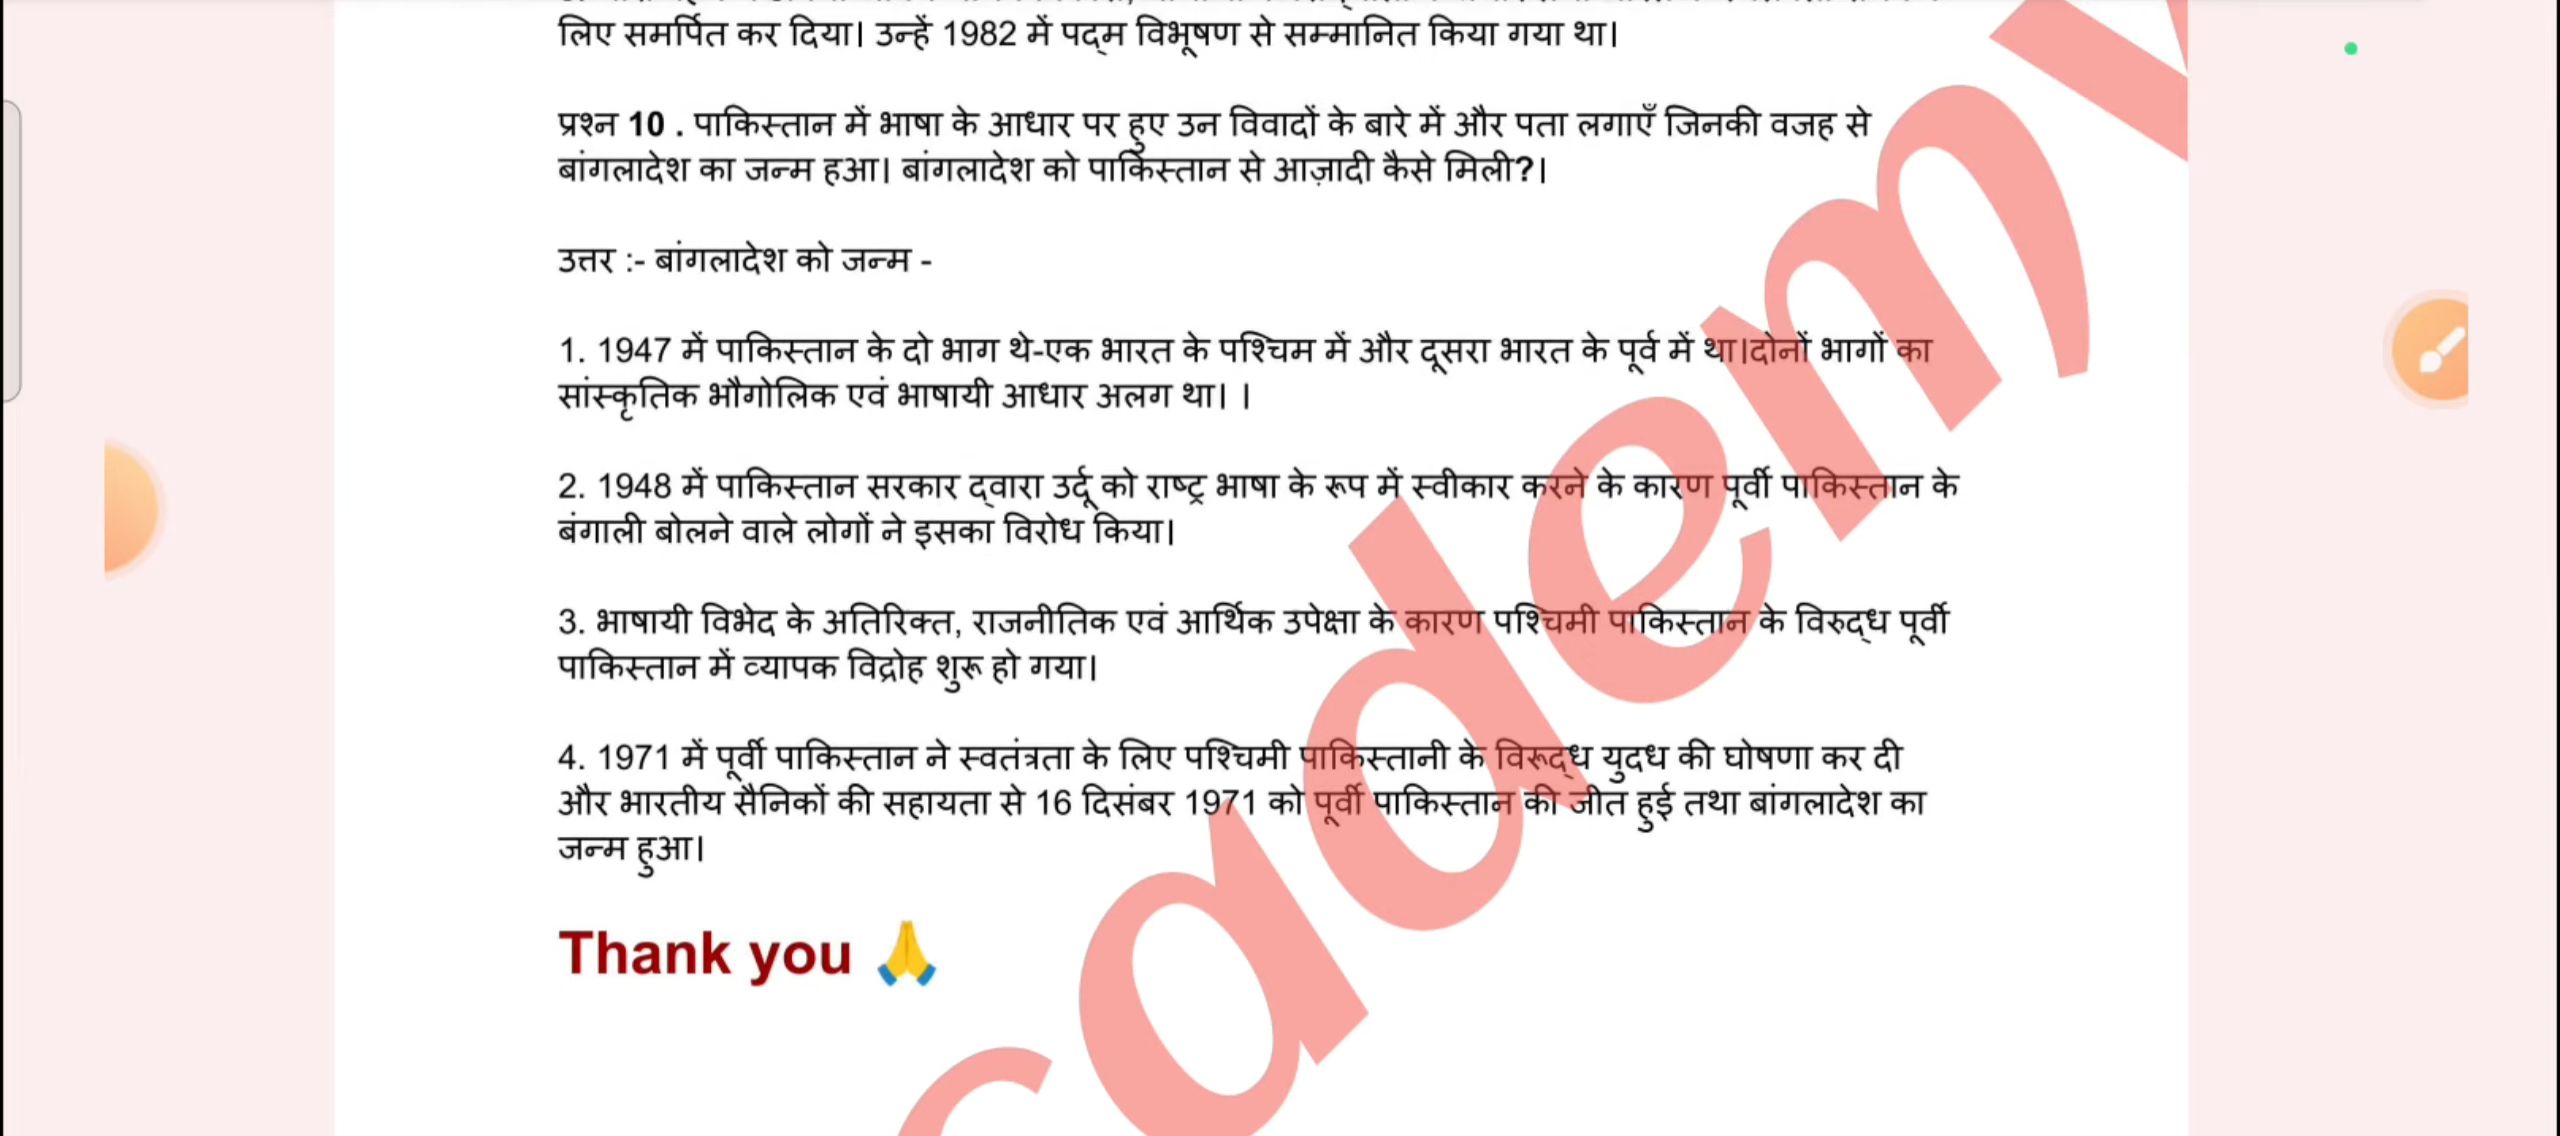 लिए समर्पित कर दिया। उन्हें 1982 में पद्म विभूषण से सम्मानित किया गया था।
प्रश्न 10 . पाकिस्तान में भाषा के आधार पर हुए उन विवादों के बारे में और पता लगाएँ जिनकी वजह से
बांगलादेश का जन्म हआ। बांगलादेश को पाकिस्तान से आज़ादी कैसे मिली?।
उत्तर :- बांगलादेश को जन्म -
1. 1947 में पाकिस्तान के दो भाग थे-एक भारत के पश्चिम में और दूसरा भारत के पूर्व में था।दोनों भागों का
सांस्कृतिक भौगोलिक एवं भाषायी आधार अलग था। ।
2. 1948 में पाकिस्तान सरकार द्वारा उर्दू को राष्ट्र भाषा के रूप में स्वीकार करने के कारण पूर्वी पाकिस्तान के
बंगाली बोलने वाले लोगों ने इसका विरोध किया।
3. भाषायी विभेद के अतिरिक्त, राजनीतिक एवं आर्थिक उपेक्षा के कारण पश्चिमी पाकिस्तान के विरुद्ध पूर्वी
पाकिस्तान में व्यापक विद्रोह शुरू हो गया।
4. 1971 में पूर्वी पाकिस्तान ने स्वतंत्रता के लिए पश्चिमी पाकिस्तानी के विरूद्ध युदध की घोषणा कर दी
और भारतीय सैनिकों की सहायता से 16 दिसंबर 1971 को पूर्वी पाकिस्तान की जीत हुई तथा बांगलादेश का
जन्म हुआ।
Thank you 🙏
cademy